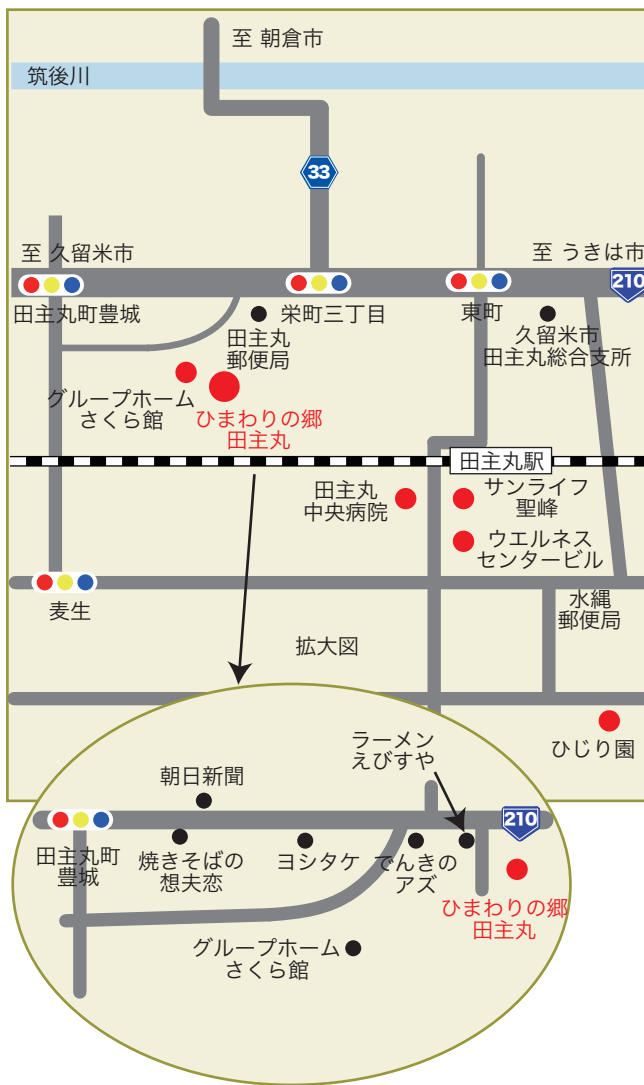 至 朝倉市
筑後川
33
至 久留米市
至 うきは市
210
田主丸町豊城
栄町三丁目
東町
田主丸
郵便局
久留米市
田主丸総合支所
グループホーム
さくら館
ひまわりの郷
田主丸
田主丸駅
田主丸
中央病院
サンライフ
聖峰
ウエルネス
センタービル
麦生
水縄
郵便局
拡大図
ひじり園
ラーメン
えびすや
朝日新聞
210
田主丸町
豊城
焼きそばの
想夫恋
ヨシタケ
でんきの
アズ
ひまわりの郷
田主丸
グループホーム
さくら館